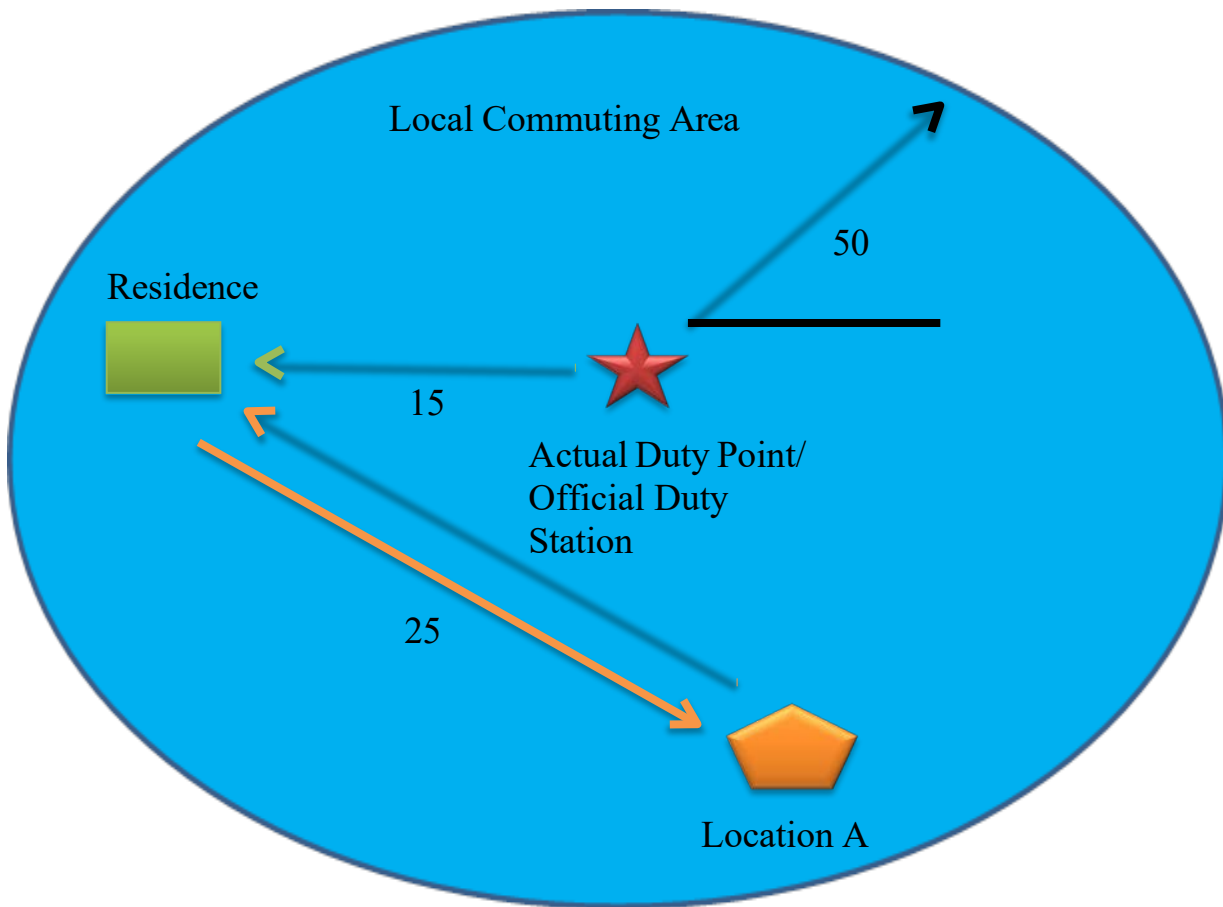 Local Commuting Area
50
Residence
15
Actual Duty Point/
Official Duty
Station
25
Location A